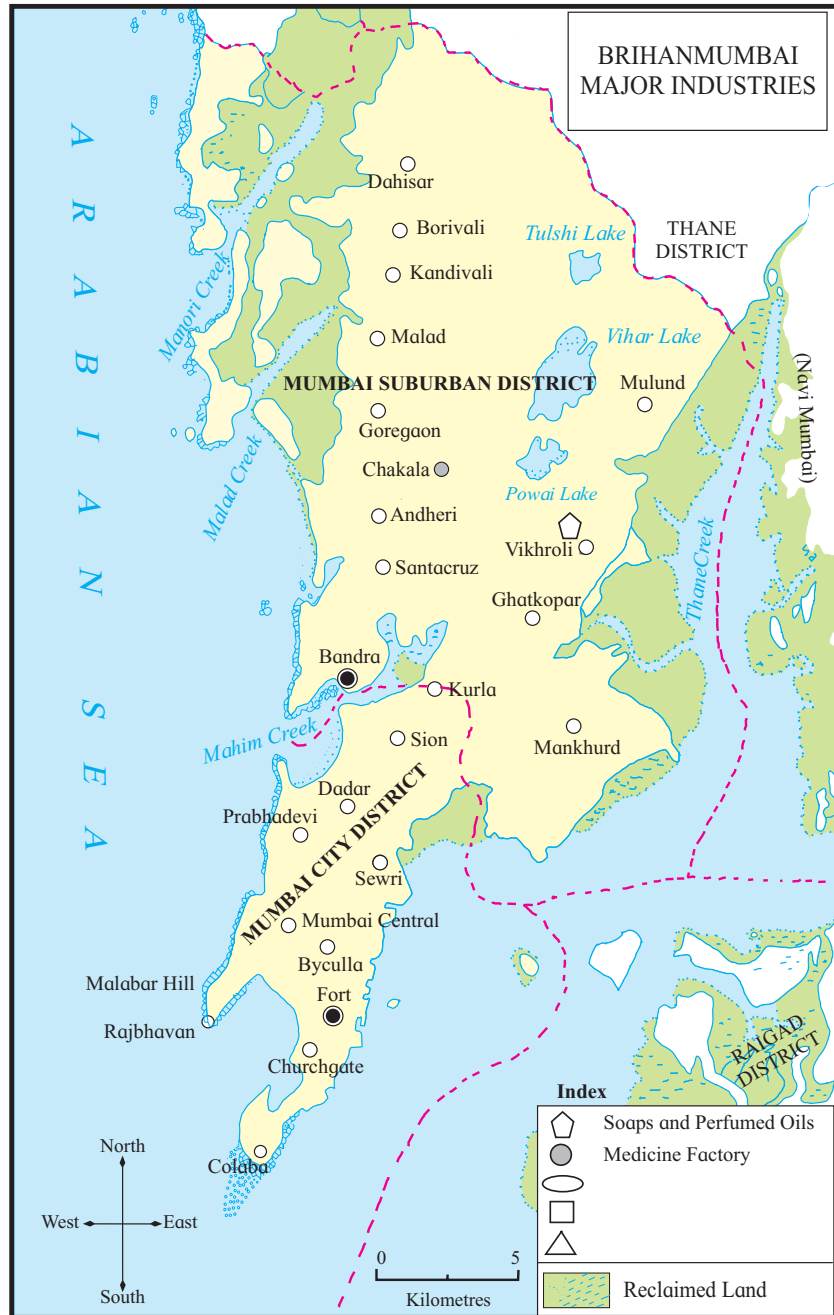 BRIHANMUMBAI
MAJOR INDUSTRIES
ARABIAN SEA
Dahisar
Borivali
Tulshi Lake
THANE
DISTRICT
Kandivali
Manori Creek
Malad
Vihar Lake
MUMBAI SUBURBAN DISTRICT
Mulund
(Navi Mumbai)
Goregaon
Chakala
Malad Creek
Powai Lake
Andheri
Vikhroli
Santacruz
ThaneCreek
Ghatkopar
Bandra
Kurla
Mahim Creek
Sion
Mankhurd
Dadar
Prabhadevi
MUMBAI CITY DISTRICT
Sewri
Mumbai Central
Byculla
Malabar Hill
Fort
Rajbhavan
RAIGAD
DISTRICT
Churchgate
Colaba
Index
Soaps and Perfumed Oils
Medicine Factory
Reclaimed Land
North
West
East
South
0
5
Kilometres